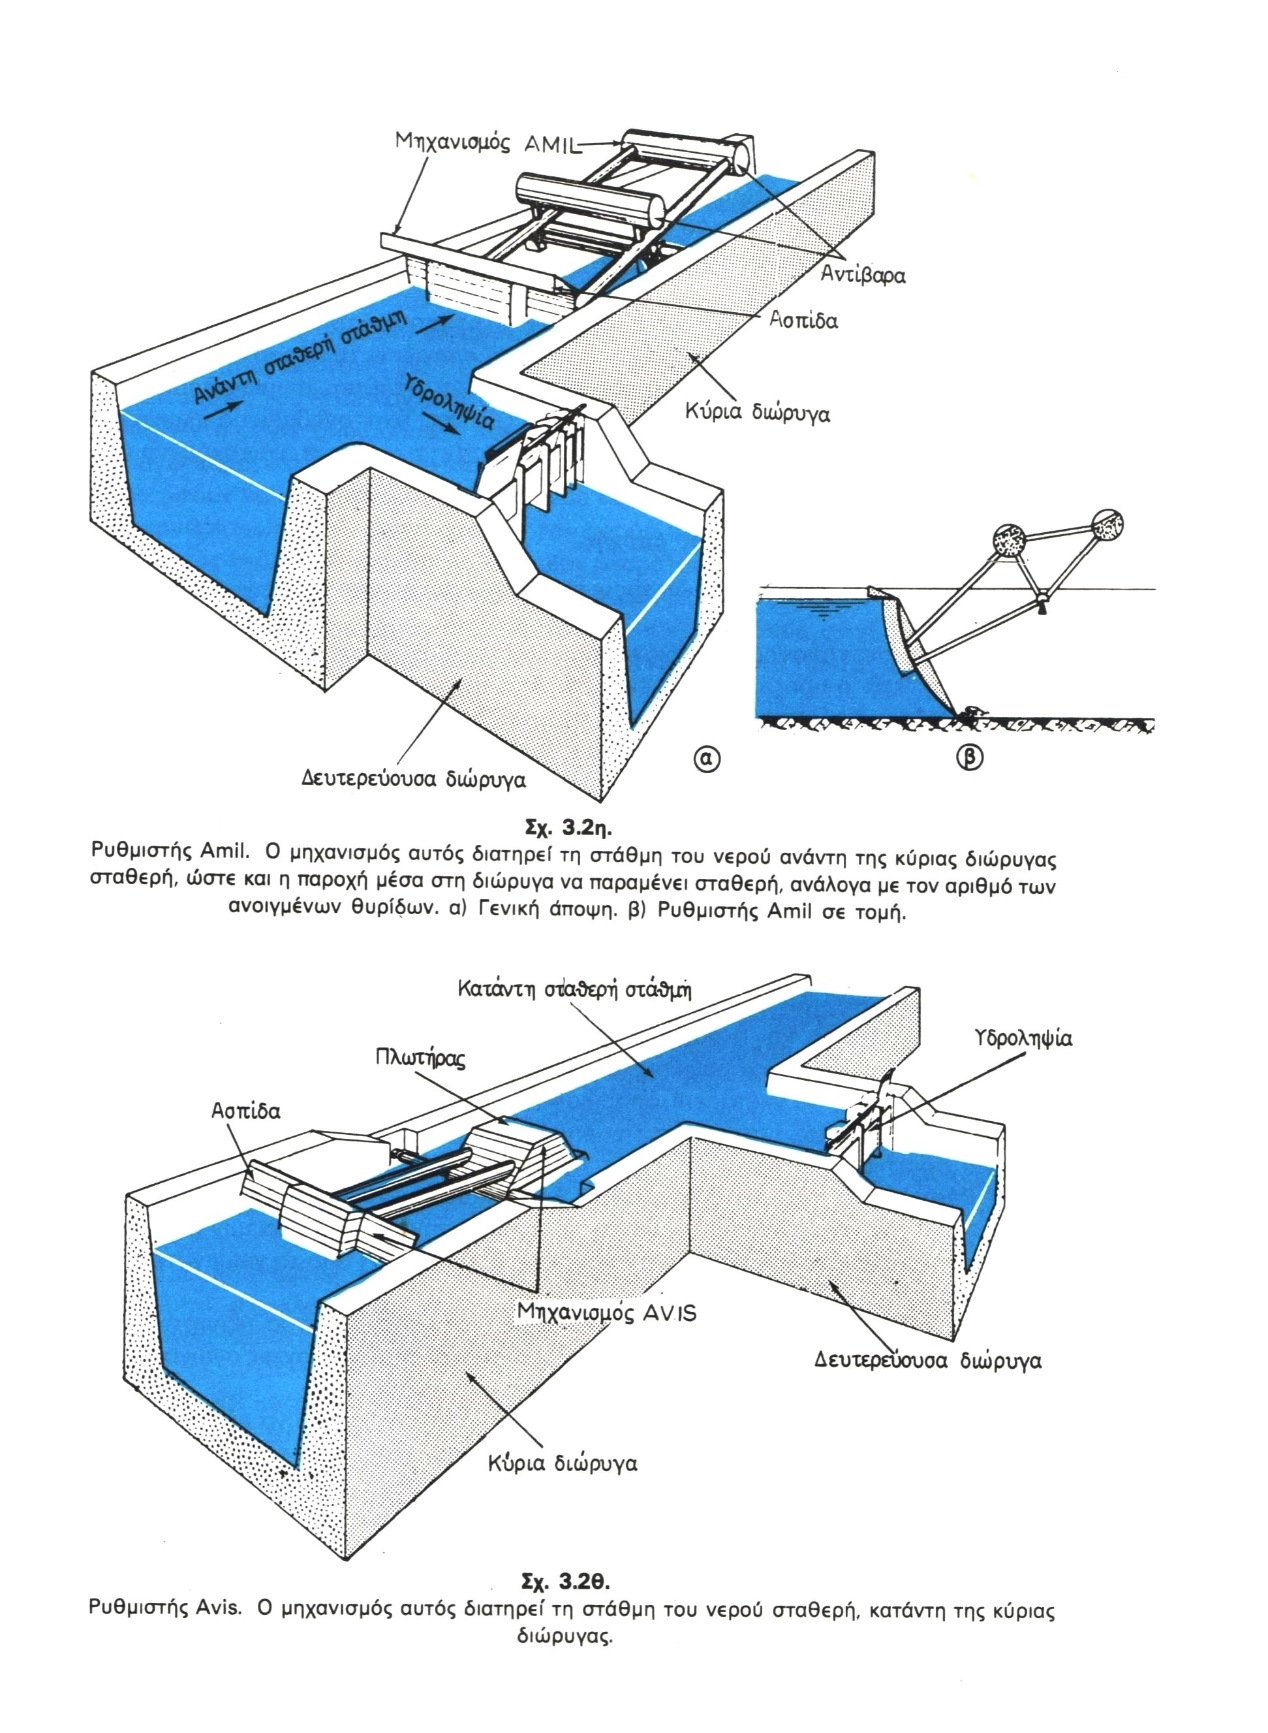 Μηχανισμός AMIL
Αντίβαρα
Ασπίδα
Ανάντη σταθερή στάθμη
Υδροληψία
Κύρια διώρυγα
Δευτερεύουσα διώρυγα
α
β
Σχ. 3.2η.
Ρυθμιστής Amil. Ο μηχανισμός αυτός διατηρεί τη στάθμη του νερού ανάντη της κύριας διώρυγας
σταθερή, ώστε και η παροχή μέσα στη διώρυγα να παραμένει σταθερή, ανάλογα με τον αριθμό των
ανοιγμένων θυρίδων. α) Γενική άποψη. β) Ρυθμιστής Amil σε τομή.
Κατάντη σταθερή στάθμη
Υδροληψία
Πλωτήρας
Ασπίδα
Μηχανισμός AVIS
Δευτερεύουσα διώρυγα
Κύρια διώρυγα
Σχ. 3.2θ.
Ρυθμιστής Avis. Ο μηχανισμός αυτός διατηρεί τη στάθμη του νερού σταθερή, κατάντη της κύριας
διώρυγας.